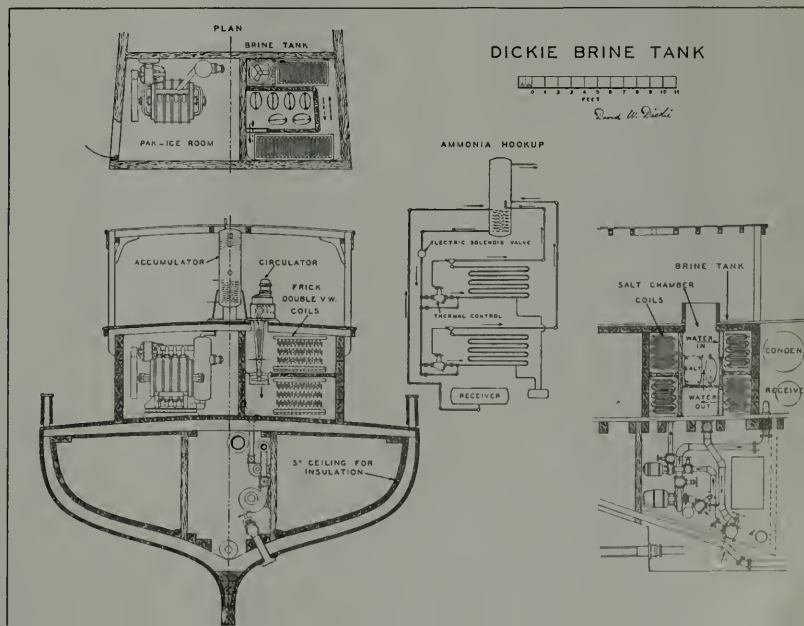 PLAN
BRINE TANK
PAK-ICE ROOM
DICKIE BRINE TANK
0 1 2 3 4 5 6 7 8 9 10 11
FEET
David W. Dickie
AMMONIA HOOKUP
ELECTRIC SOLENOID VALVE
THERMAL CONTROL
RECEIVER
ACCUMULATOR
CIRCULATOR
FRICK
DOUBLE V.W.
COILS
5" CEILING FOR
INSULATION
BRINE TANK
SALT CHAMBER
COILS
WATER
IN
SALT
WATER
OUT
CONDEN
RECEIVE